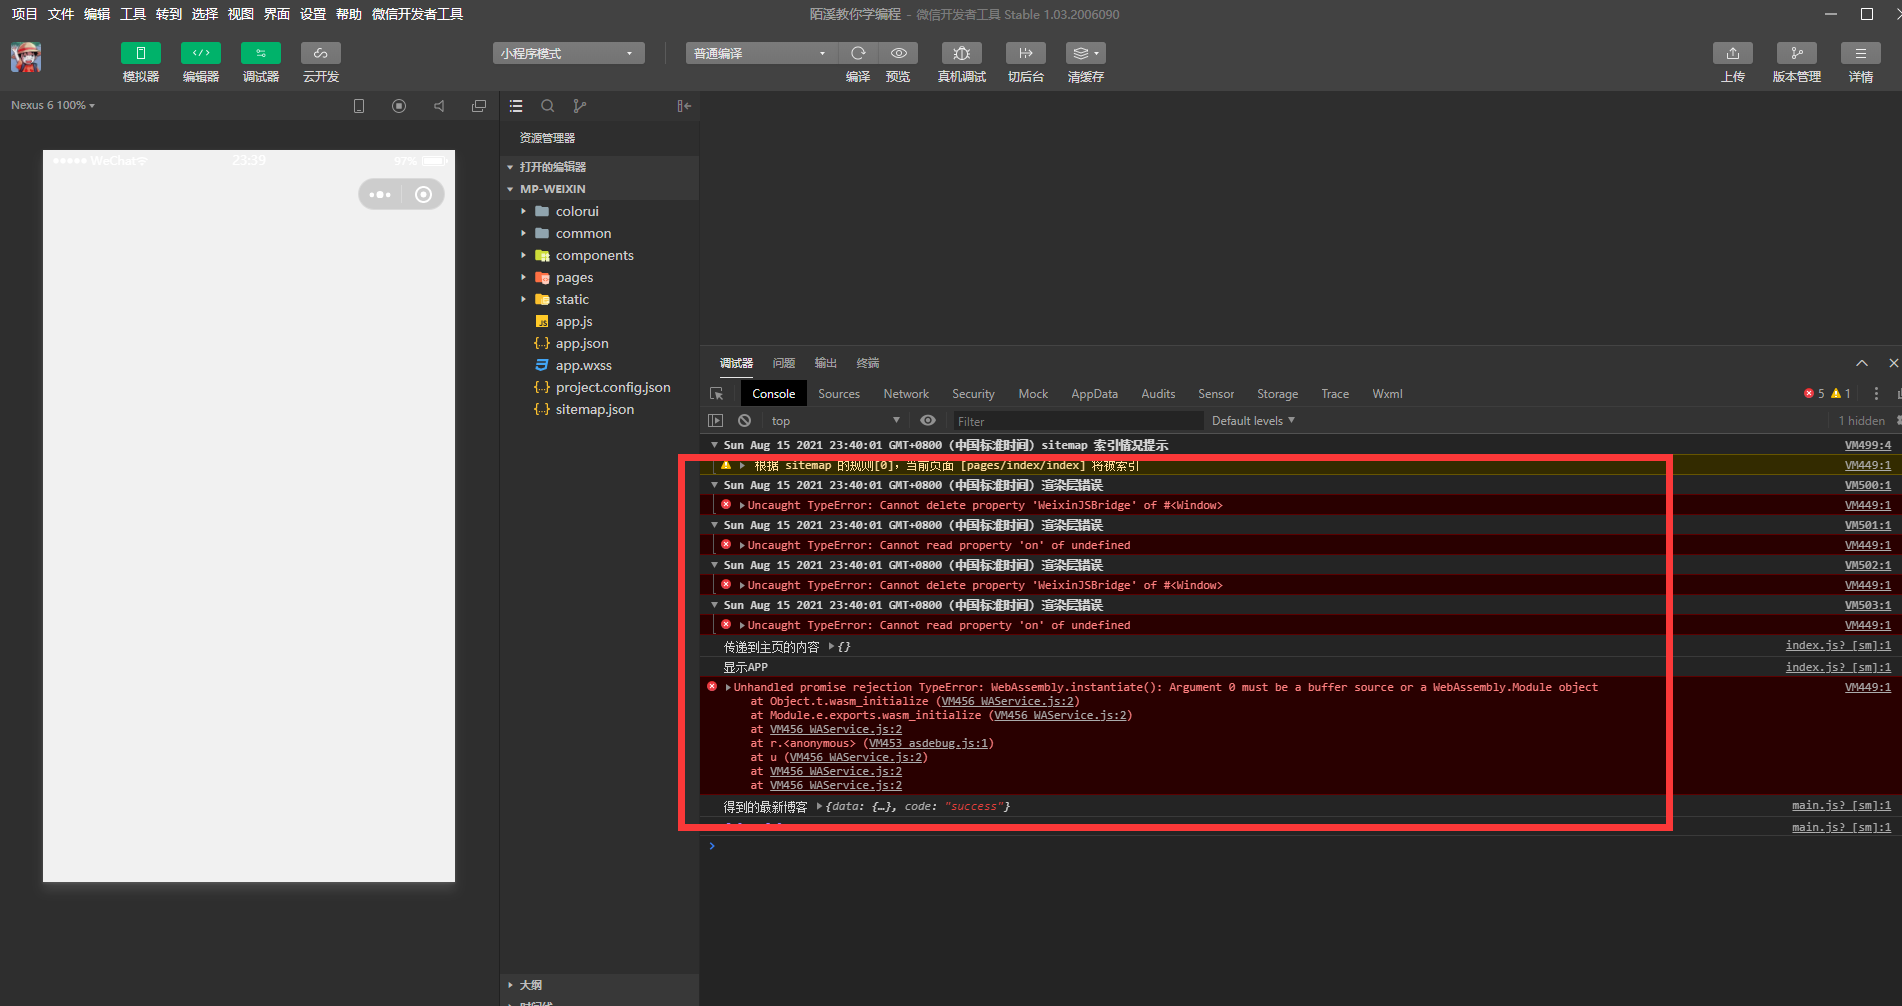 项目 文件 编辑 工具 转到 选择 视图 界面 设置 帮助 微信开发者工具
陌溪教你学编程 - 微信开发者工具 Stable 1.03.2006090
小程序模式
普通编译
模拟器 编辑器 调试器 云开发
编译 预览 真机调试 切后台 清缓存
上传 版本管理 详情
Nexus 6 100%
WeChat 23:39 97%
资源管理器
打开的编辑器
MP-WEIXIN
colorui
common
components
pages
static
app.js
app.json
app.wxss
project.config.json
sitemap.json
大纲
时间线
调试器 问题 输出 终端
Console Sources Network Security Mock AppData Audits Sensor Storage Trace Wxml
5 1
top
Filter
Default levels
1 hidden
Sun Aug 15 2021 23:40:01 GMT+0800 (中国标准时间) sitemap 索引情况提示 VM499:4
根据 sitemap 的规则[0]，当前页面 [pages/index/index] 将被索引 VM449:1
Sun Aug 15 2021 23:40:01 GMT+0800 (中国标准时间) 渲染层错误 VM500:1
Uncaught TypeError: Cannot delete property 'WeixinJSBridge' of #<Window> VM449:1
Sun Aug 15 2021 23:40:01 GMT+0800 (中国标准时间) 渲染层错误 VM501:1
Uncaught TypeError: Cannot read property 'on' of undefined VM449:1
Sun Aug 15 2021 23:40:01 GMT+0800 (中国标准时间) 渲染层错误 VM502:1
Uncaught TypeError: Cannot delete property 'WeixinJSBridge' of #<Window> VM449:1
Sun Aug 15 2021 23:40:01 GMT+0800 (中国标准时间) 渲染层错误 VM503:1
Uncaught TypeError: Cannot read property 'on' of undefined VM449:1
传递到主页的内容 {} index.js? [sm]:1
显示APP index.js? [sm]:1
Unhandled promise rejection TypeError: WebAssembly.instantiate(): Argument 0 must be a buffer source or a WebAssembly.Module object VM449:1
at Object.t.wasm_initialize (VM456 WAService.js:2)
at Module.e.exports.wasm_initialize (VM456 WAService.js:2)
at VM456 WAService.js:2
at r.<anonymous> (VM453 asdebug.js:1)
at u (VM456 WAService.js:2)
at VM456 WAService.js:2
at VM456 WAService.js:2
得到的最新博客 {data: {…}, code: "success"} main.js? [sm]:1
main.js? [sm]:1